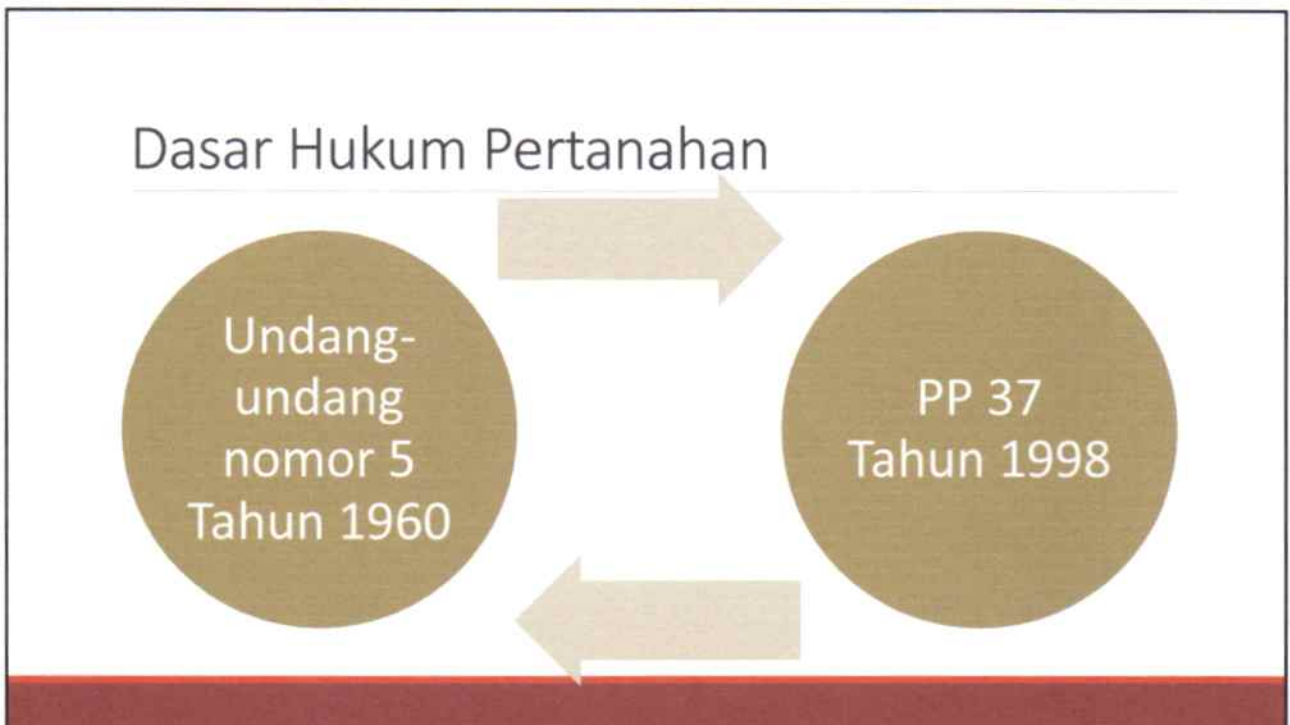 Dasar Hukum Pertanahan
Undang-
undang
nomor 5
Tahun 1960
PP 37
Tahun 1998